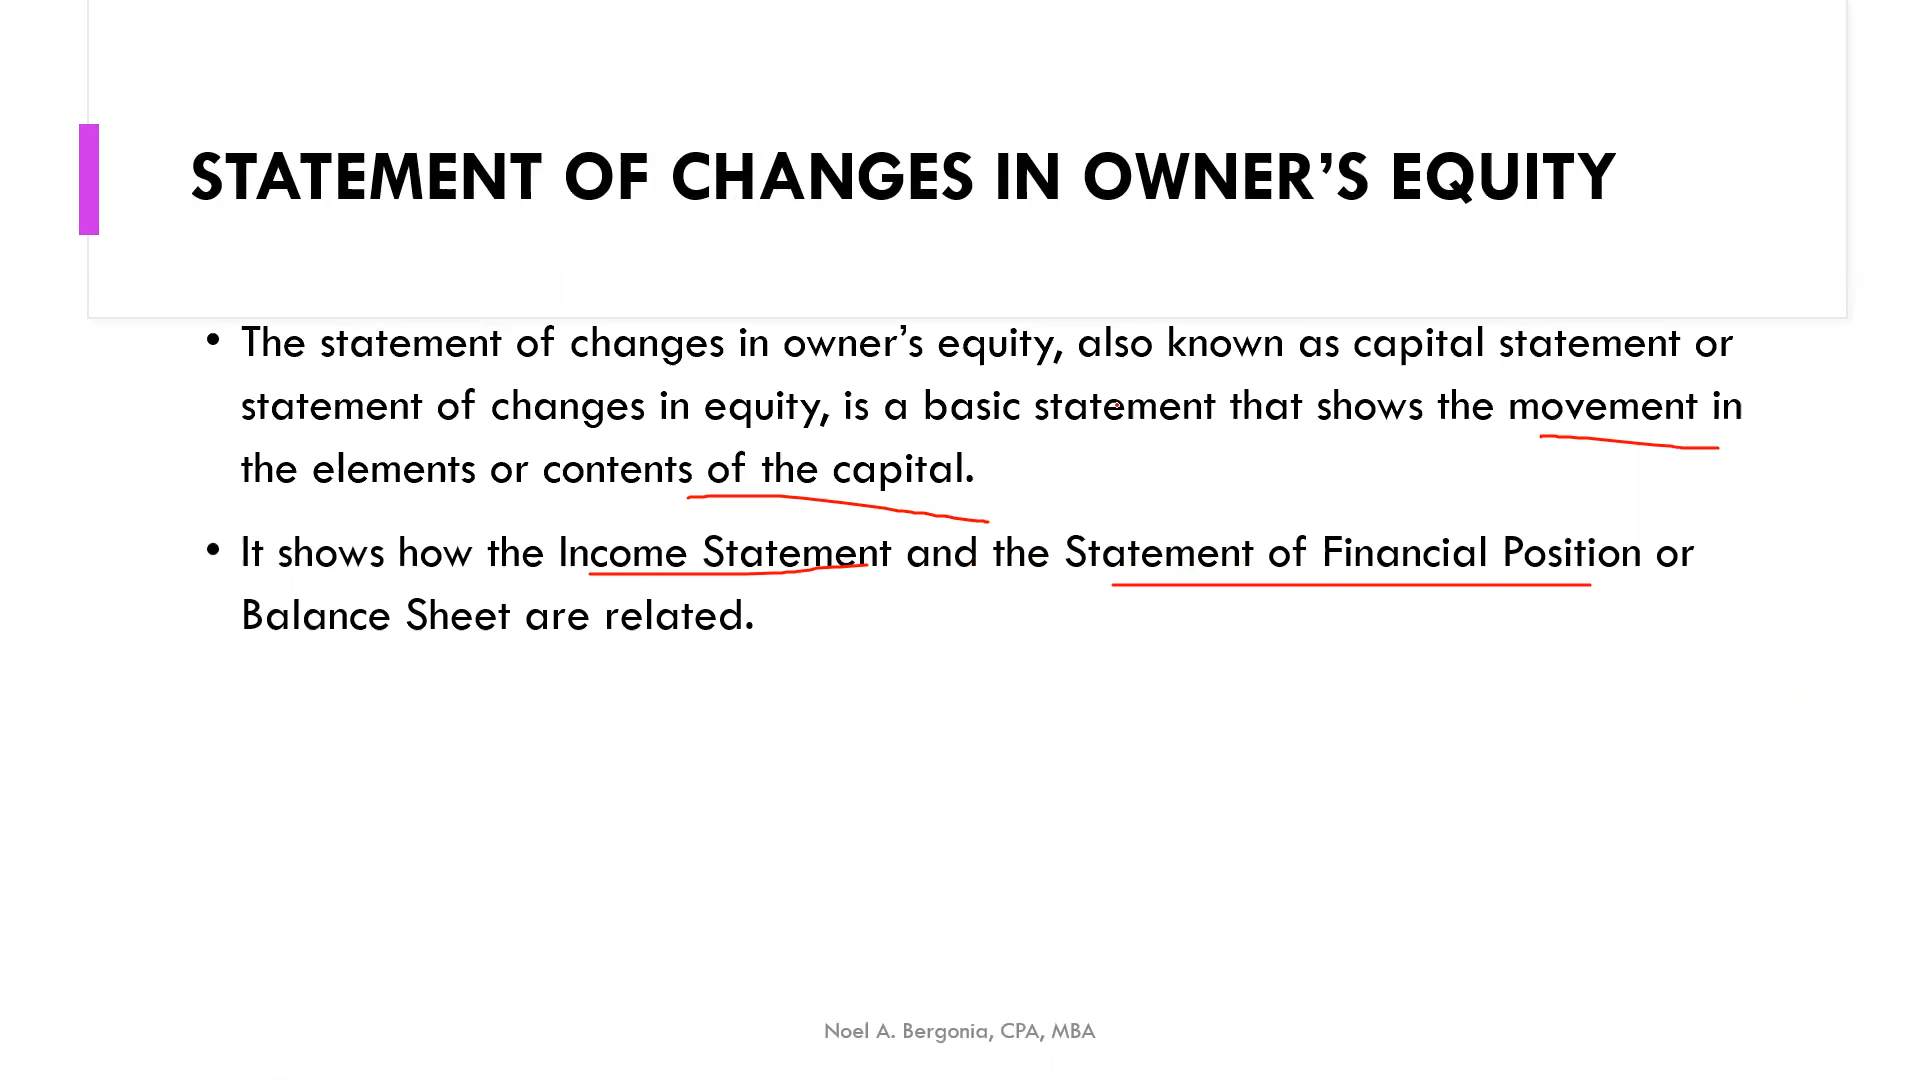 STATEMENT OF CHANGES IN OWNER’S EQUITY
• The statement of changes in owner’s equity, also known as capital statement or
statement of changes in equity, is a basic statement that shows the movement in
the elements or contents of the capital.
• It shows how the Income Statement and the Statement of Financial Position or
Balance Sheet are related.
Noel A. Bergonia, CPA, MBA